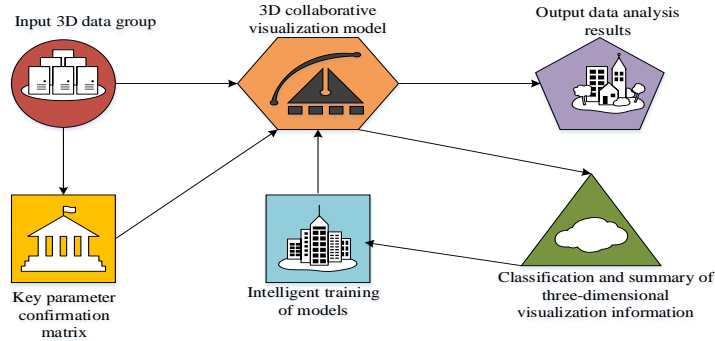 Input 3D data group
3D collaborative
visualization model
Output data analysis
results
Key parameter
confirmation
matrix
Intelligent training
of models
Classification and summary of
three-dimensional
visualization information